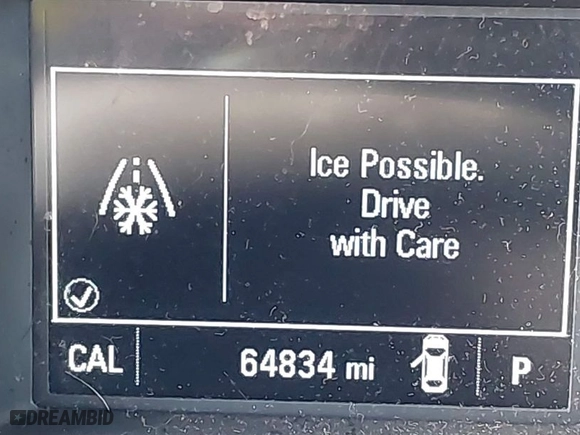 Ice Possible.
Drive
with Care
CAL
64834 mi
P
DREAMBID